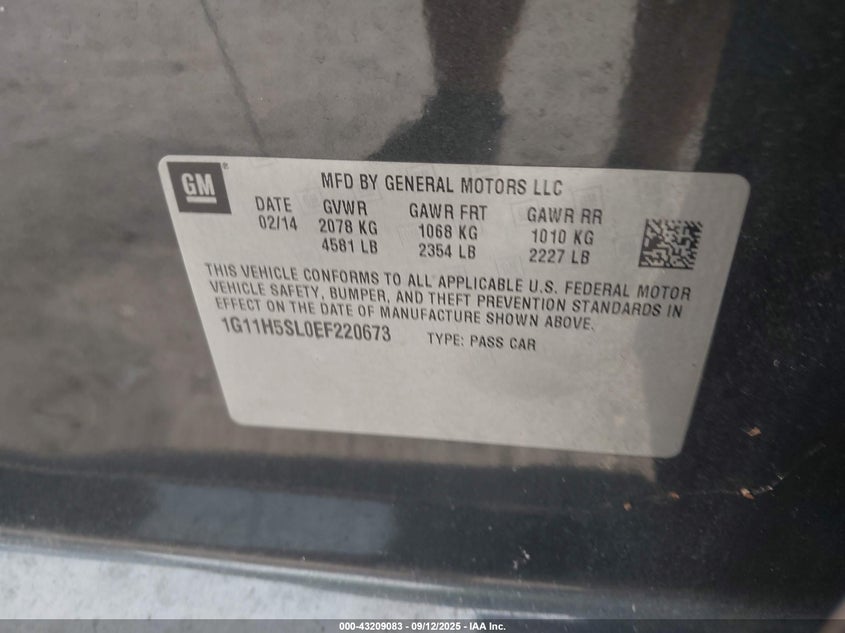 GM®
MFD BY GENERAL MOTORS LLC
DATE GVWR GAWR FRT GAWR RR
02/14 2078 KG 1068 KG 1010 KG
4581 LB 2354 LB 2227 LB
THIS VEHICLE CONFORMS TO ALL APPLICABLE U.S. FEDERAL MOTOR
VEHICLE SAFETY, BUMPER, AND THEFT PREVENTION STANDARDS IN
EFFECT ON THE DATE OF MANUFACTURE SHOWN ABOVE.
1G11H5SL0EF220673 TYPE: PASS CAR
000-43209083 - 09/12/2025 - IAA Inc.